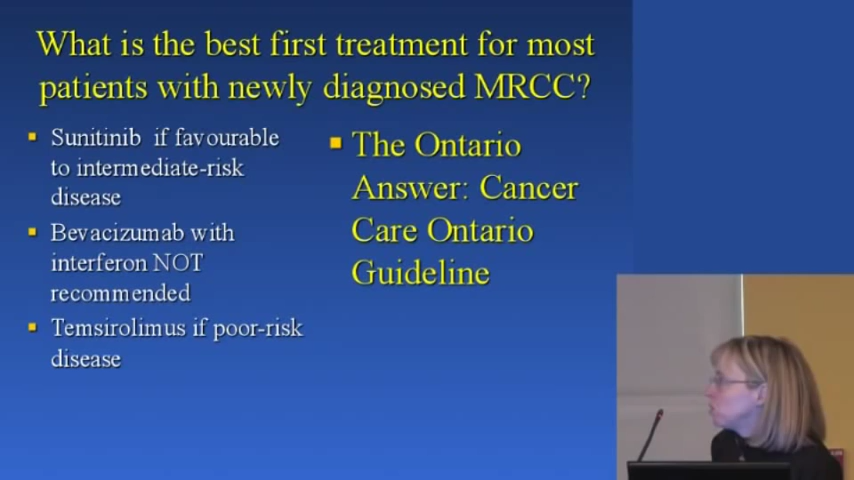 What is the best first treatment for most
patients with newly diagnosed MRCC?
Sunitinib if favourable
to intermediate-risk
disease
Bevacizumab with
interferon NOT
recommended
Temsirolimus if poor-risk
disease
The Ontario
Answer: Cancer
Care Ontario
Guideline